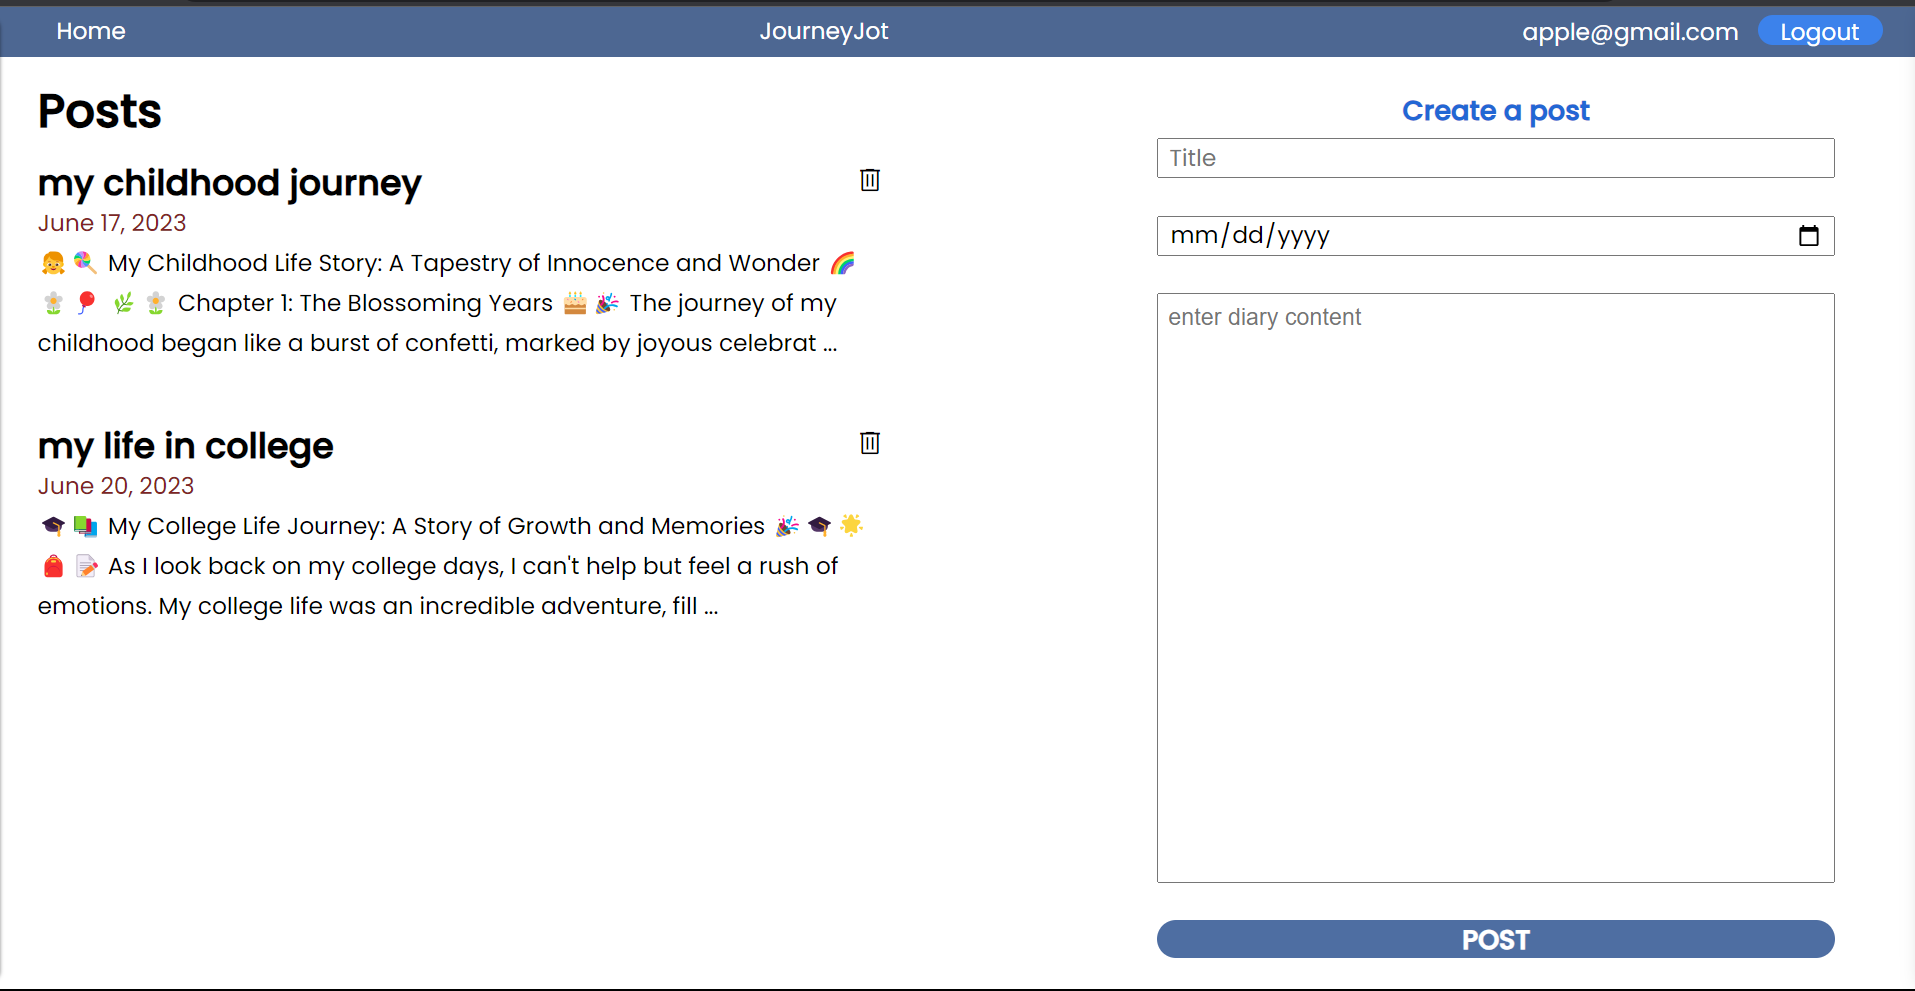 Home
JourneyJot
apple@gmail.com
Logout
Posts
my childhood journey
June 17, 2023
👧🍭 My Childhood Life Story: A Tapestry of Innocence and Wonder 🌈
🌼🎈 🌿🌼 Chapter 1: The Blossoming Years 🎂🎉 The journey of my
childhood began like a burst of confetti, marked by joyous celebrat ...
my life in college
June 20, 2023
🎓📚 My College Life Journey: A Story of Growth and Memories 🎉🎓🌟
🎒📝 As I look back on my college days, I can't help but feel a rush of
emotions. My college life was an incredible adventure, fill ...
Create a post
Title
mm/dd/yyyy
enter diary content
POST